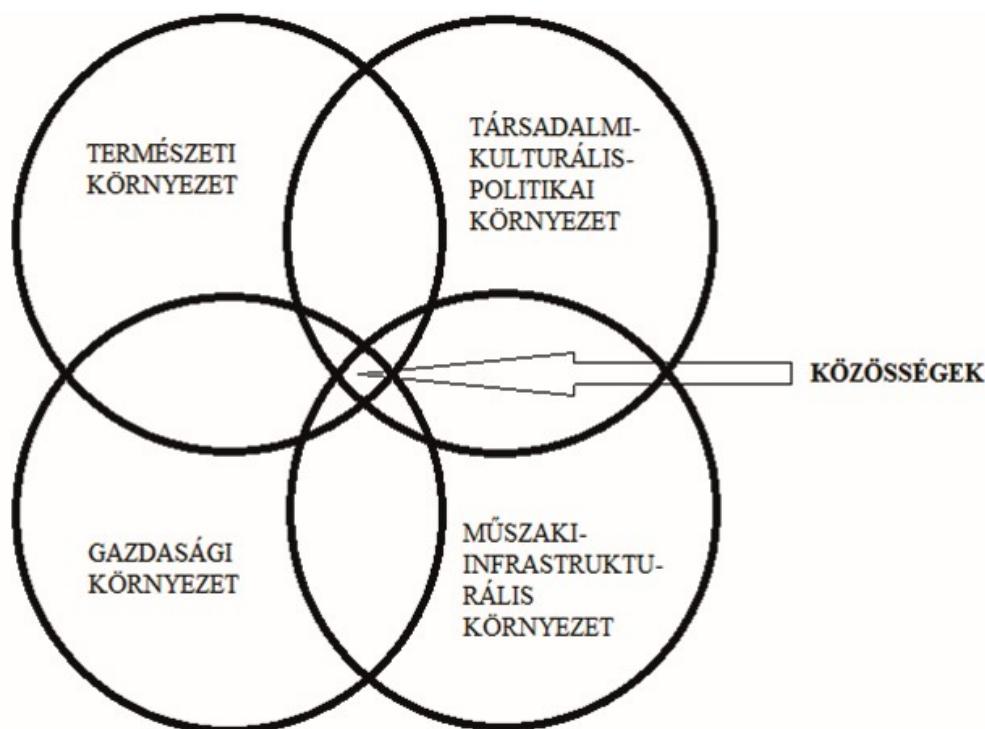 TERMÉSZETI
KÖRNYEZET
TÁRSADALMI-
KULTURÁLIS-
POLITIKAI
KÖRNYEZET
KÖZÖSSÉGEK
GAZDASÁGI
KÖRNYEZET
MŰSZAKI-
INFRASTRUKTU-
RÁLIS
KÖRNYEZET